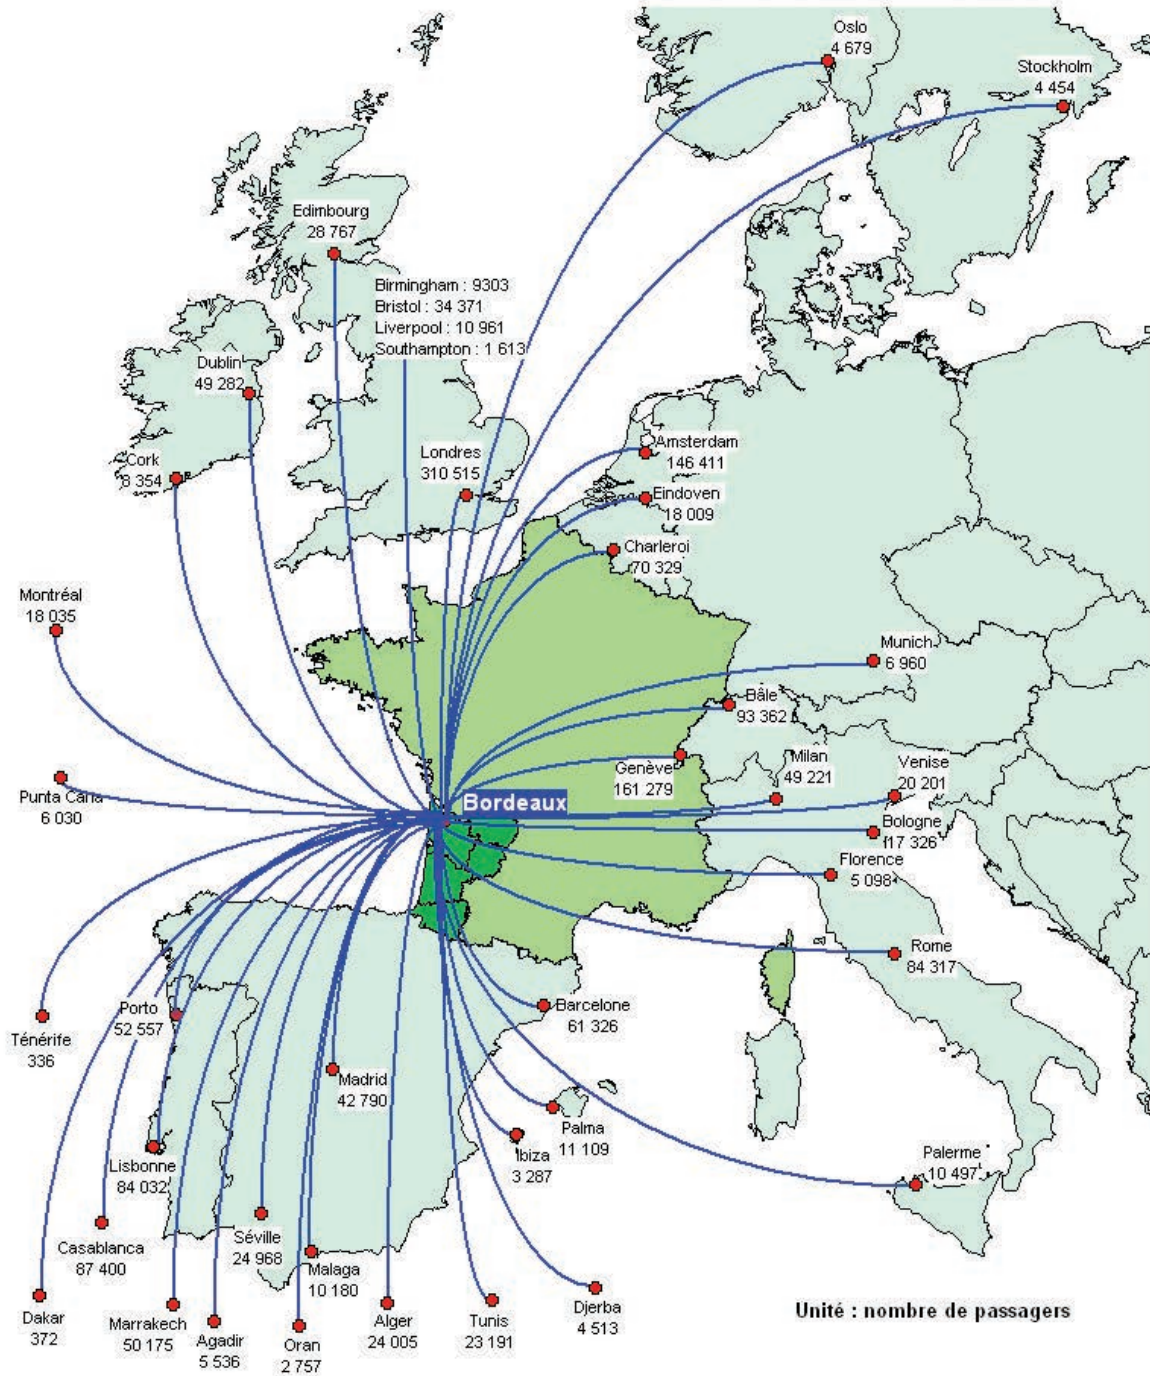 Oslo
4 679
Stockholm
4 454
Edimbourg
28 767
Birmingham : 9303
Bristol : 34 371
Liverpool : 10 961
Southampton : 1 613
Dublin
49 282
Cork
8 354
Londres
310 515
Amsterdam
146 411
Eindoven
18 009
Charleroi
70 329
Montréal
18 035
Munich
6 960
Bâle
93 362
Genève
161 279
Milan
49 221
Venise
20 201
Punta Cana
6 030
Bordeaux
Bologne
17 326
Florence
5 098
Rome
84 317
Barcelone
61 326
Ténérife
336
Porto
52 557
Madrid
42 790
Palma
11 109
Ibiza
3 287
Lisbonne
84 032
Palerme
10 497
Casablanca
87 400
Séville
24 968
Malaga
10 180
Dakar
372
Marrakech
50 175
Agadir
5 536
Oran
2 757
Alger
24 005
Tunis
23 191
Djerba
4 513
Unité : nombre de passagers